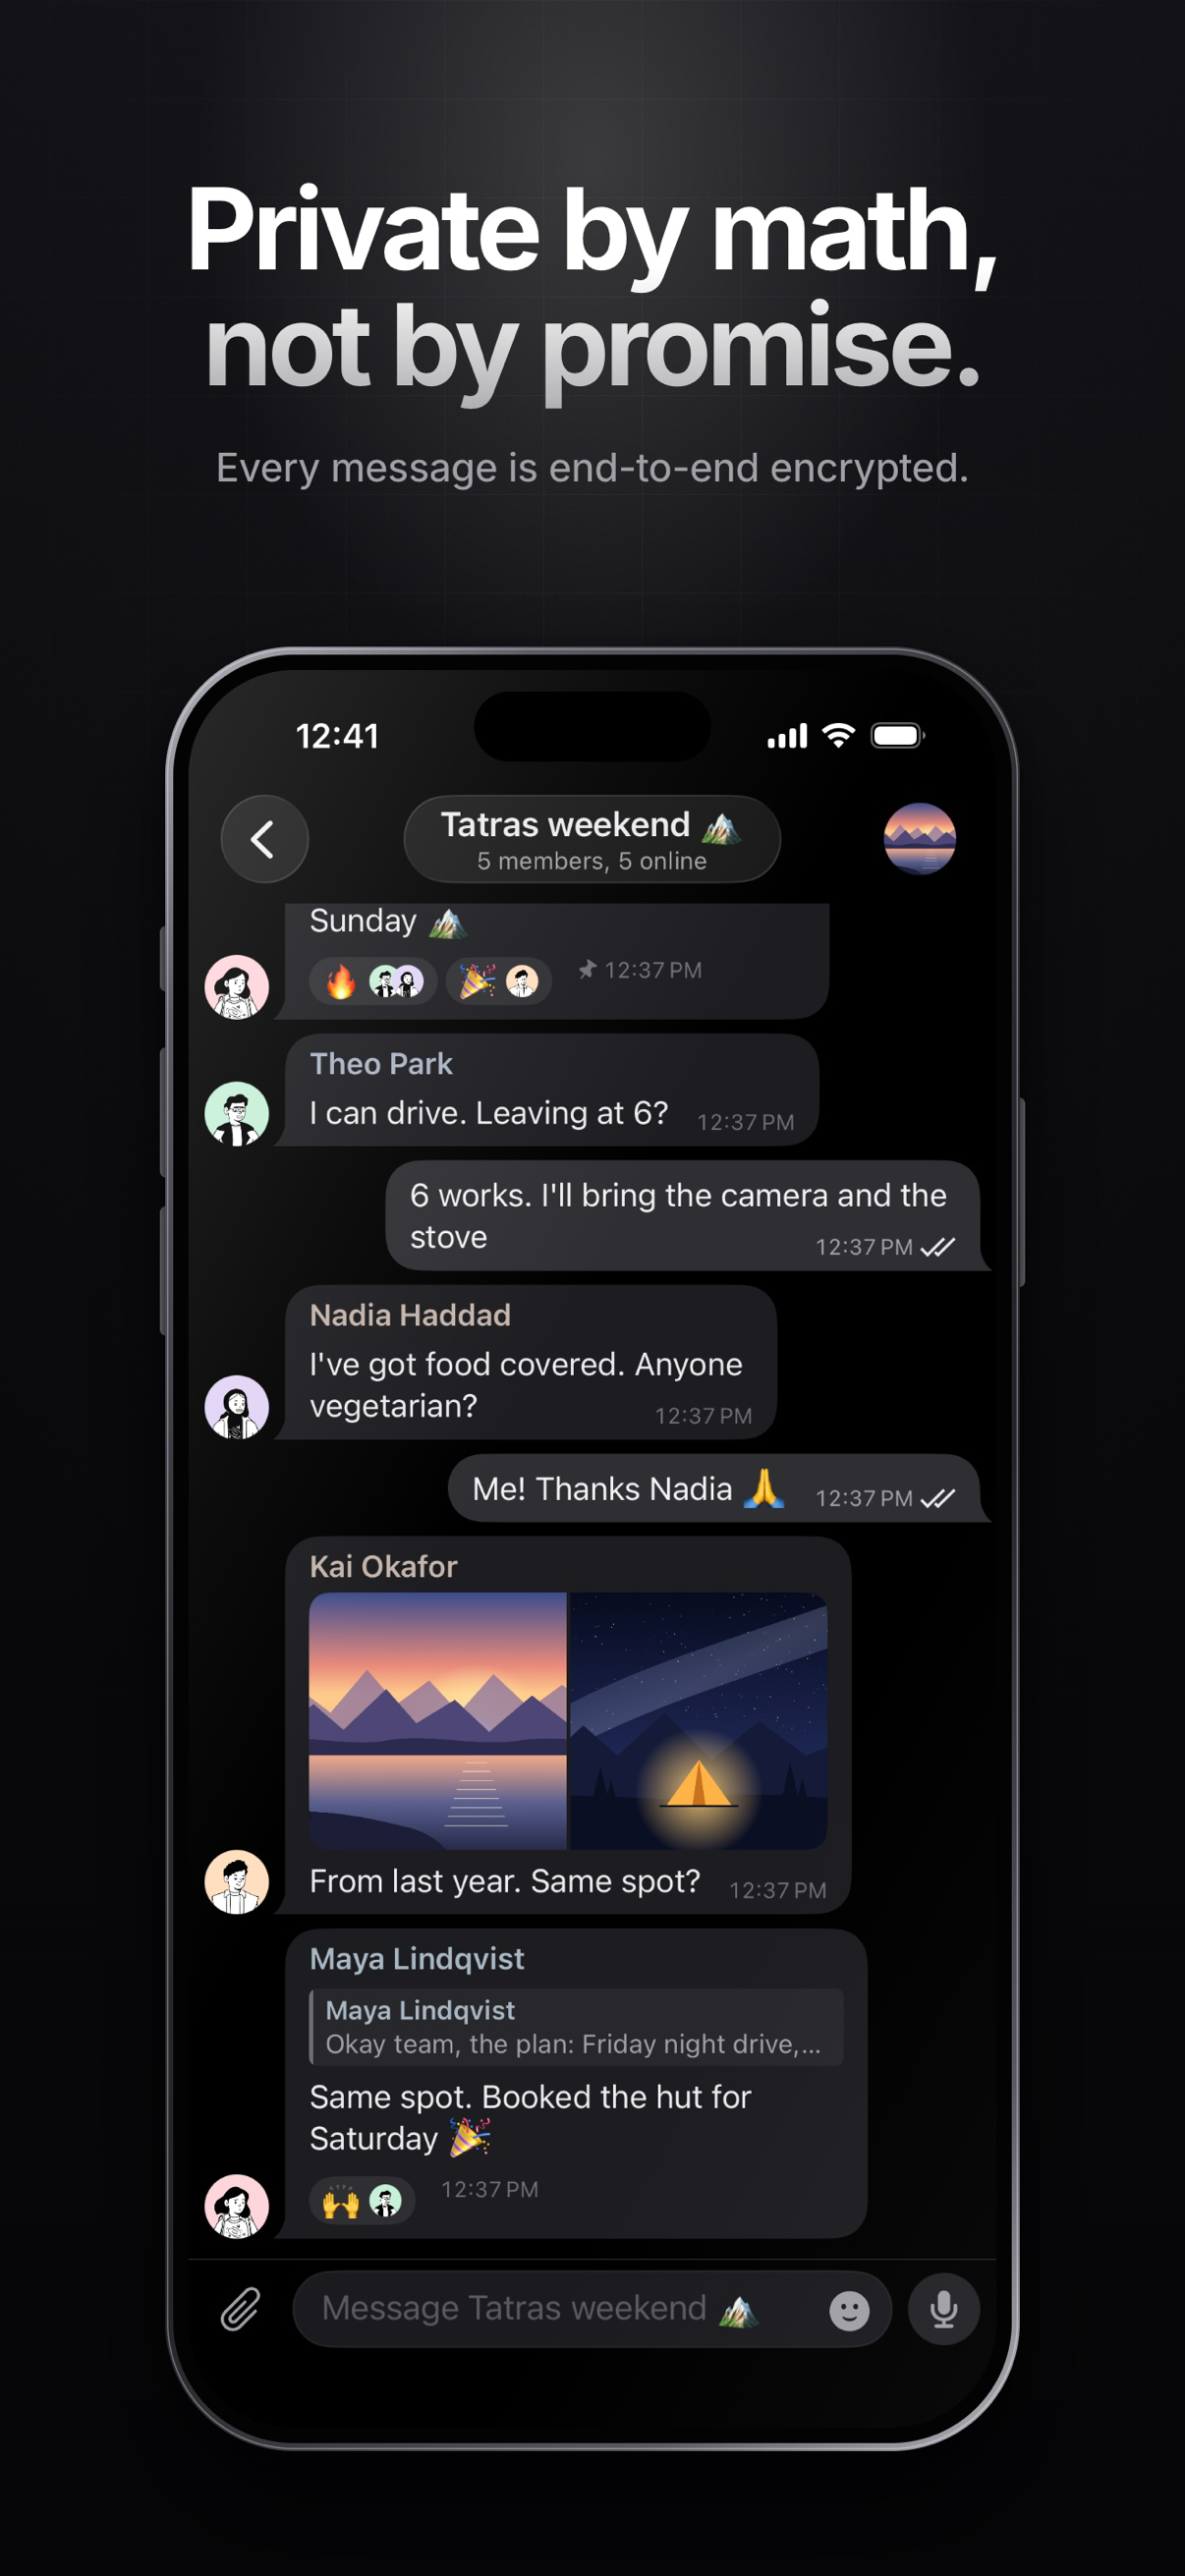 Private by math,
not by promise.
Every message is end-to-end encrypted.
12:41
Tatras weekend 🏔️
5 members, 5 online
Sunday 🏔️
12:37 PM
Theo Park
I can drive. Leaving at 6?
12:37 PM
6 works. I'll bring the camera and the
stove
12:37 PM
Nadia Haddad
I've got food covered. Anyone
vegetarian?
12:37 PM
Me! Thanks Nadia 🙏
12:37 PM
Kai Okafor
From last year. Same spot?
12:37 PM
Maya Lindqvist
Maya Lindqvist
Okay team, the plan: Friday night drive,...
Same spot. Booked the hut for
Saturday 🎉
12:37 PM
Message Tatras weekend 🏔️